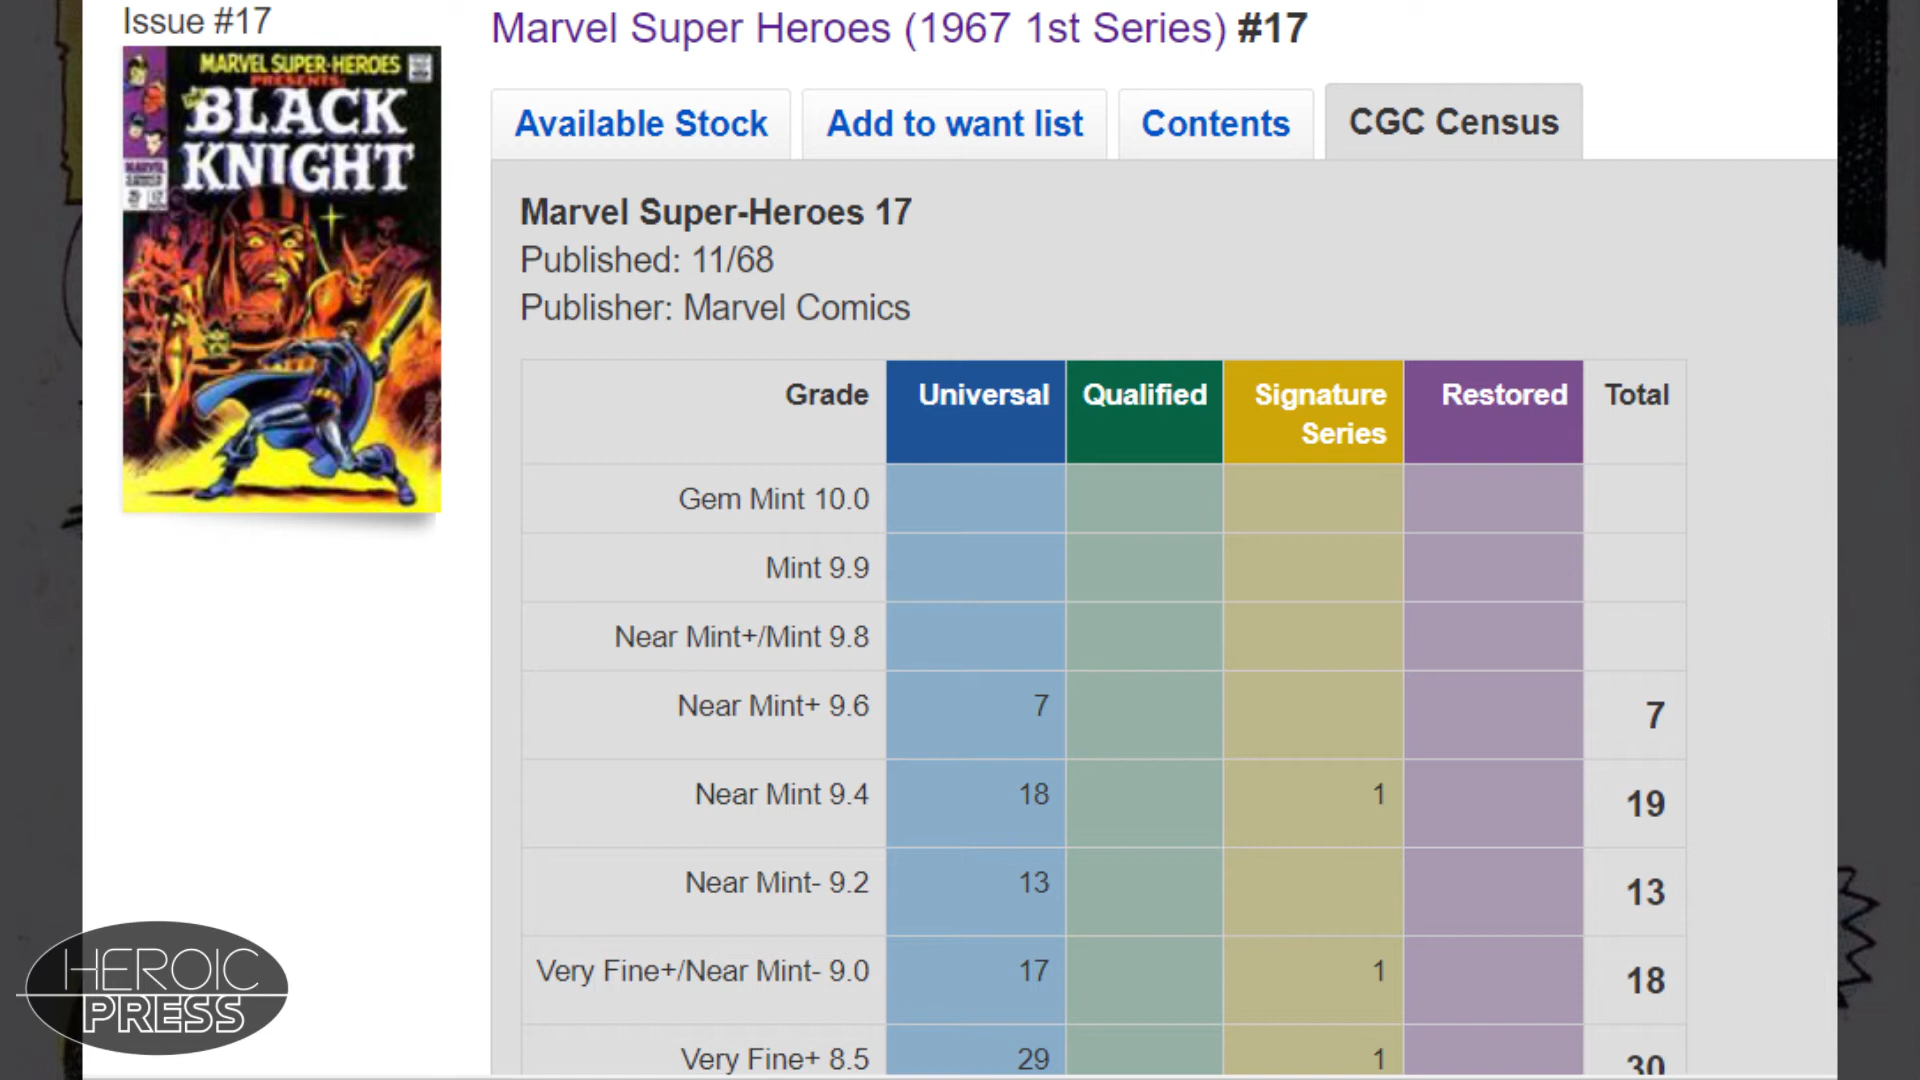 Issue #17
MARVEL SUPER-HEROES
PRESENTS:
BLACK
KNIGHT
Marvel Super Heroes (1967 1st Series) #17
Available Stock
Add to want list
Contents
CGC Census
Marvel Super-Heroes 17
Published: 11/68
Publisher: Marvel Comics
Grade Universal Qualified Signature Series Restored Total
Gem Mint 10.0
Mint 9.9
Near Mint+/Mint 9.8
Near Mint+ 9.6 7 7
Near Mint 9.4 18 1 19
Near Mint- 9.2 13 13
Very Fine+/Near Mint- 9.0 17 1 18
Very Fine+ 8.5 29 1 30
HEROIC
PRESS